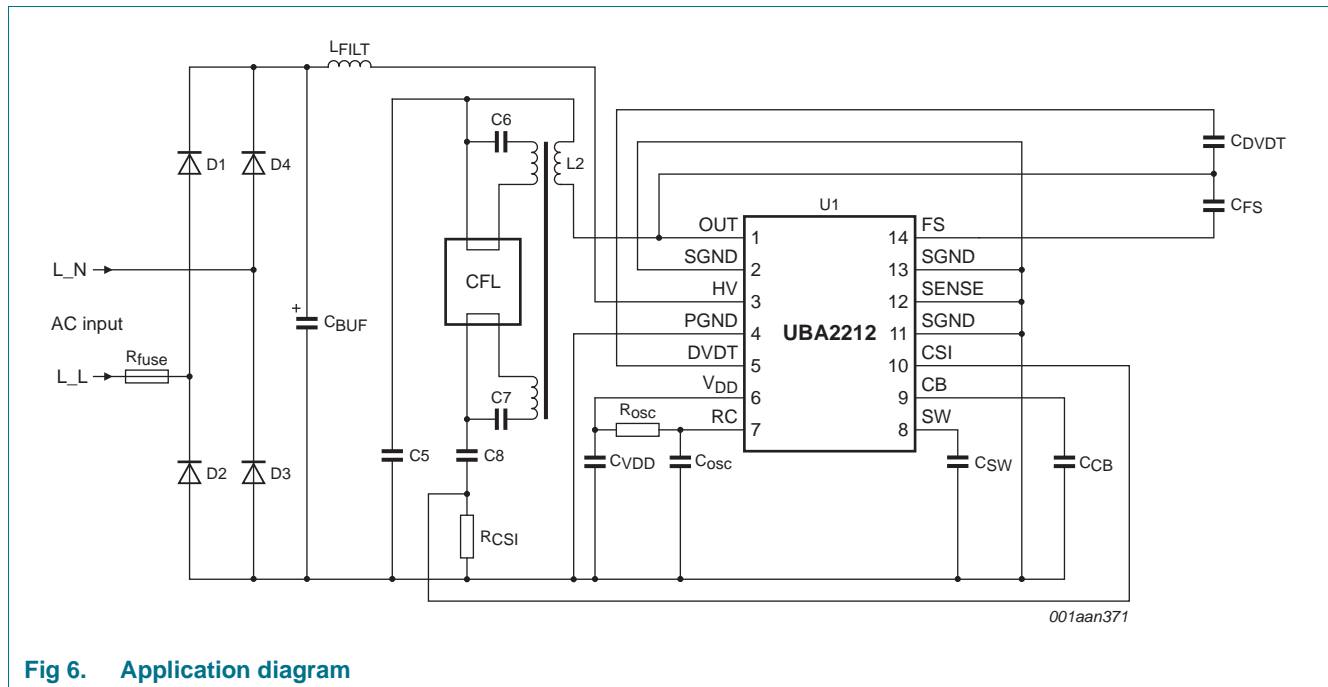 LFILT
C6
D1
D4
L2
CDVDT
CFS
U1
OUT
1
14
FS
SGND
2
13
SGND
L_N
CFL
HV
3
12
SENSE
AC input
+
CBUF
PGND
4
UBA2212
11
SGND
Rfuse
DVDT
5
10
CSI
L_L
VDD
6
9
CB
C7
Rosc
RC
7
8
SW
D2
D3
C5
C8
CVDD
Cosc
CSW
CCB
RCSI
001aan371
Fig 6. Application diagram